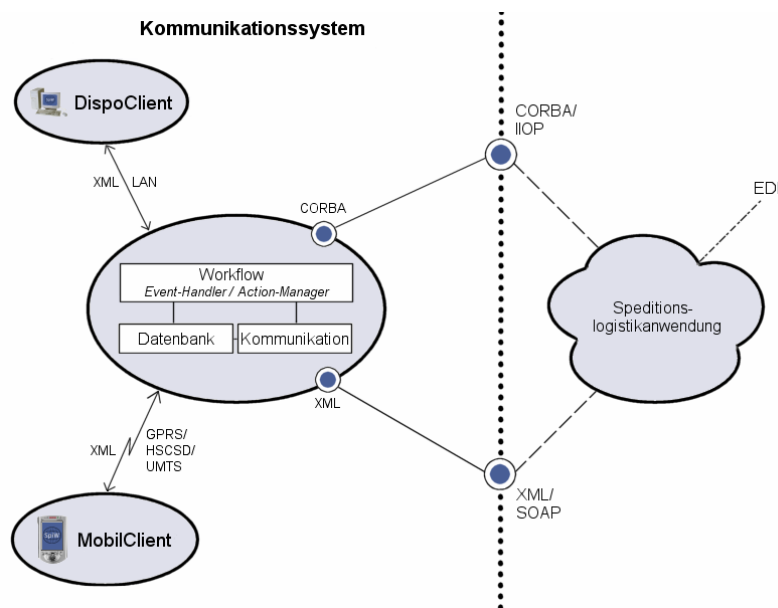 Kommunikationssystem
DispoClient
CORBA/
IIOP
XML LAN
EDI
CORBA
Workflow
Event-Handler / Action-Manager
Speditions-
logistikanwendung
Datenbank
Kommunikation
XML
GPRS/
XML HSCSD/
UMTS
XML/
SOAP
MobilClient